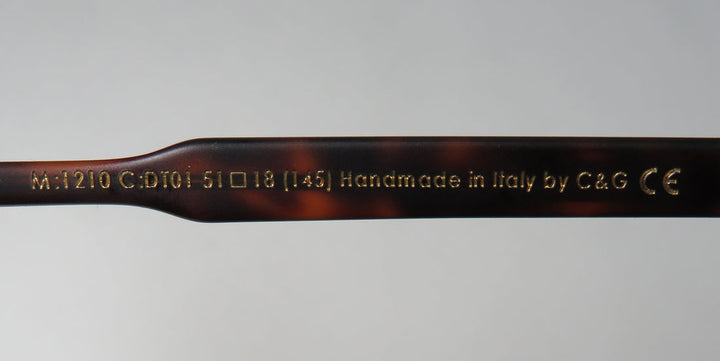 M:1210 C:DT01 51□18 (145) Handmade in Italy by C&G CE